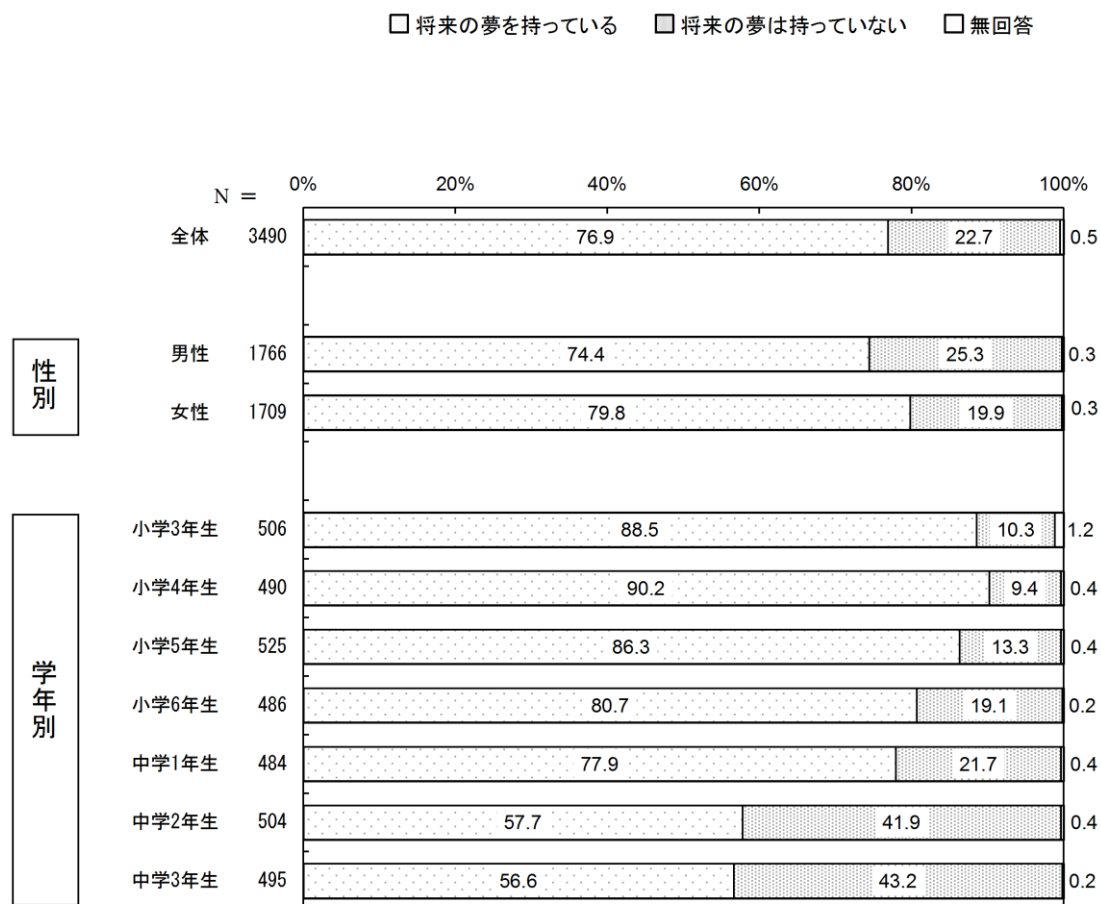 将来の夢を持っている 将来の夢は持っていない 無回答
N = 0% 20% 40% 60% 80% 100%
全体 3490 76.9 22.7 0.5
性別
男性 1766 74.4 25.3 0.3
女性 1709 79.8 19.9 0.3
学年別
小学3年生 506 88.5 10.3 1.2
小学4年生 490 90.2 9.4 0.4
小学5年生 525 86.3 13.3 0.4
小学6年生 486 80.7 19.1 0.2
中学1年生 484 77.9 21.7 0.4
中学2年生 504 57.7 41.9 0.4
中学3年生 495 56.6 43.2 0.2